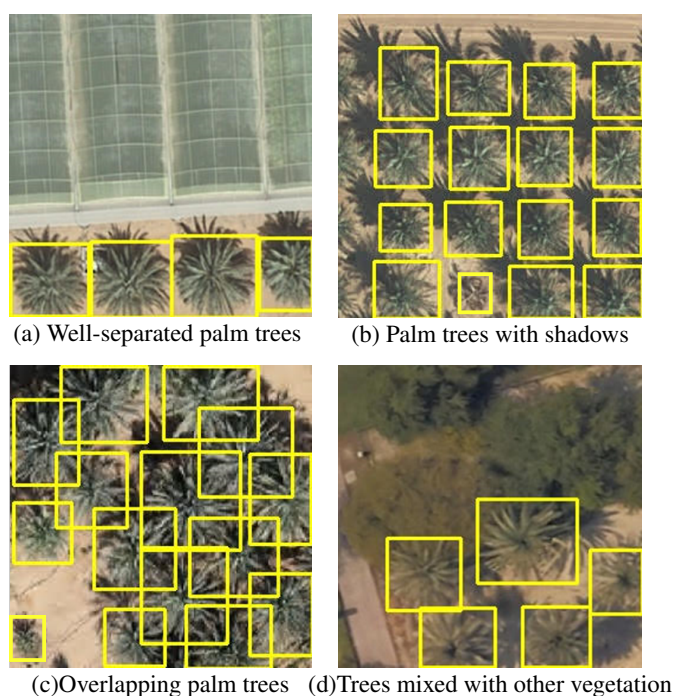 (a) Well-separated palm trees
(b) Palm trees with shadows
(c)Overlapping palm trees
(d)Trees mixed with other vegetation